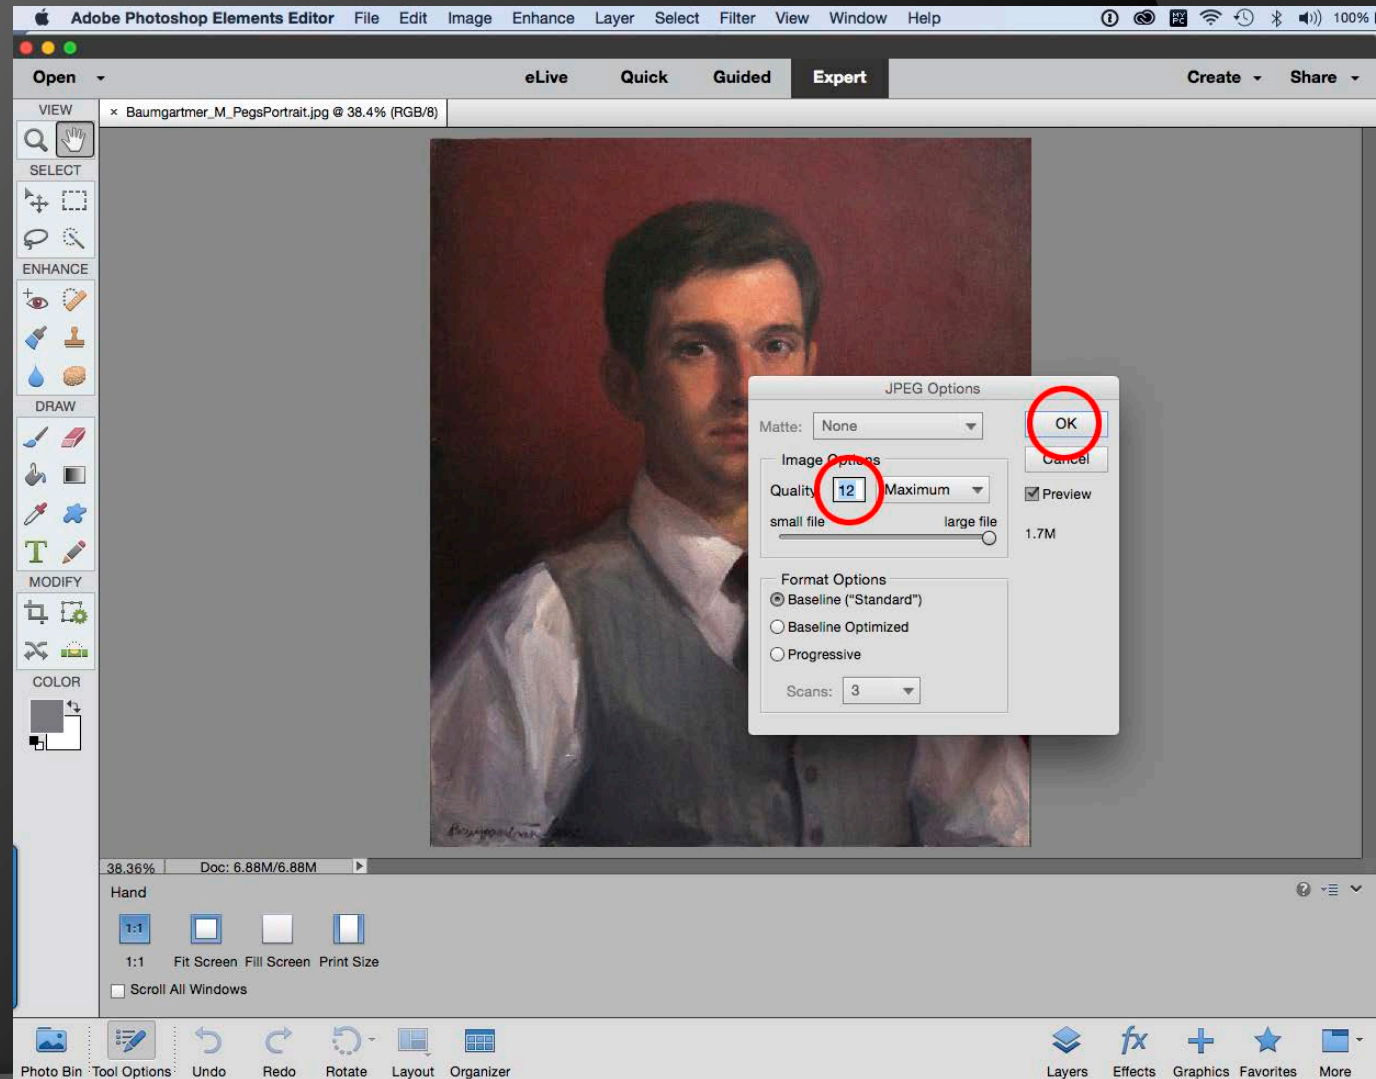 Adobe Photoshop Elements Editor File Edit Image Enhance Layer Select Filter View Window Help 100%
Open eLive Quick Guided Expert Create Share
VIEW
× Baumgartmer_M_PegsPortrait.jpg @ 38.4% (RGB/8)
SELECT
ENHANCE
DRAW
T
MODIFY
COLOR
JPEG Options
Matte: None
OK
Image Options
Cancel
Quality 12 Maximum
Preview
small file large file
1.7M
Format Options
Baseline (“Standard”)
Baseline Optimized
Progressive
Scans: 3
38.36% Doc: 6.88M/6.88M
Hand
1:1
1:1 Fit Screen Fill Screen Print Size
Scroll All Windows
fx
Photo Bin Tool Options Undo Redo Rotate Layout Organizer Layers Effects Graphics Favorites More